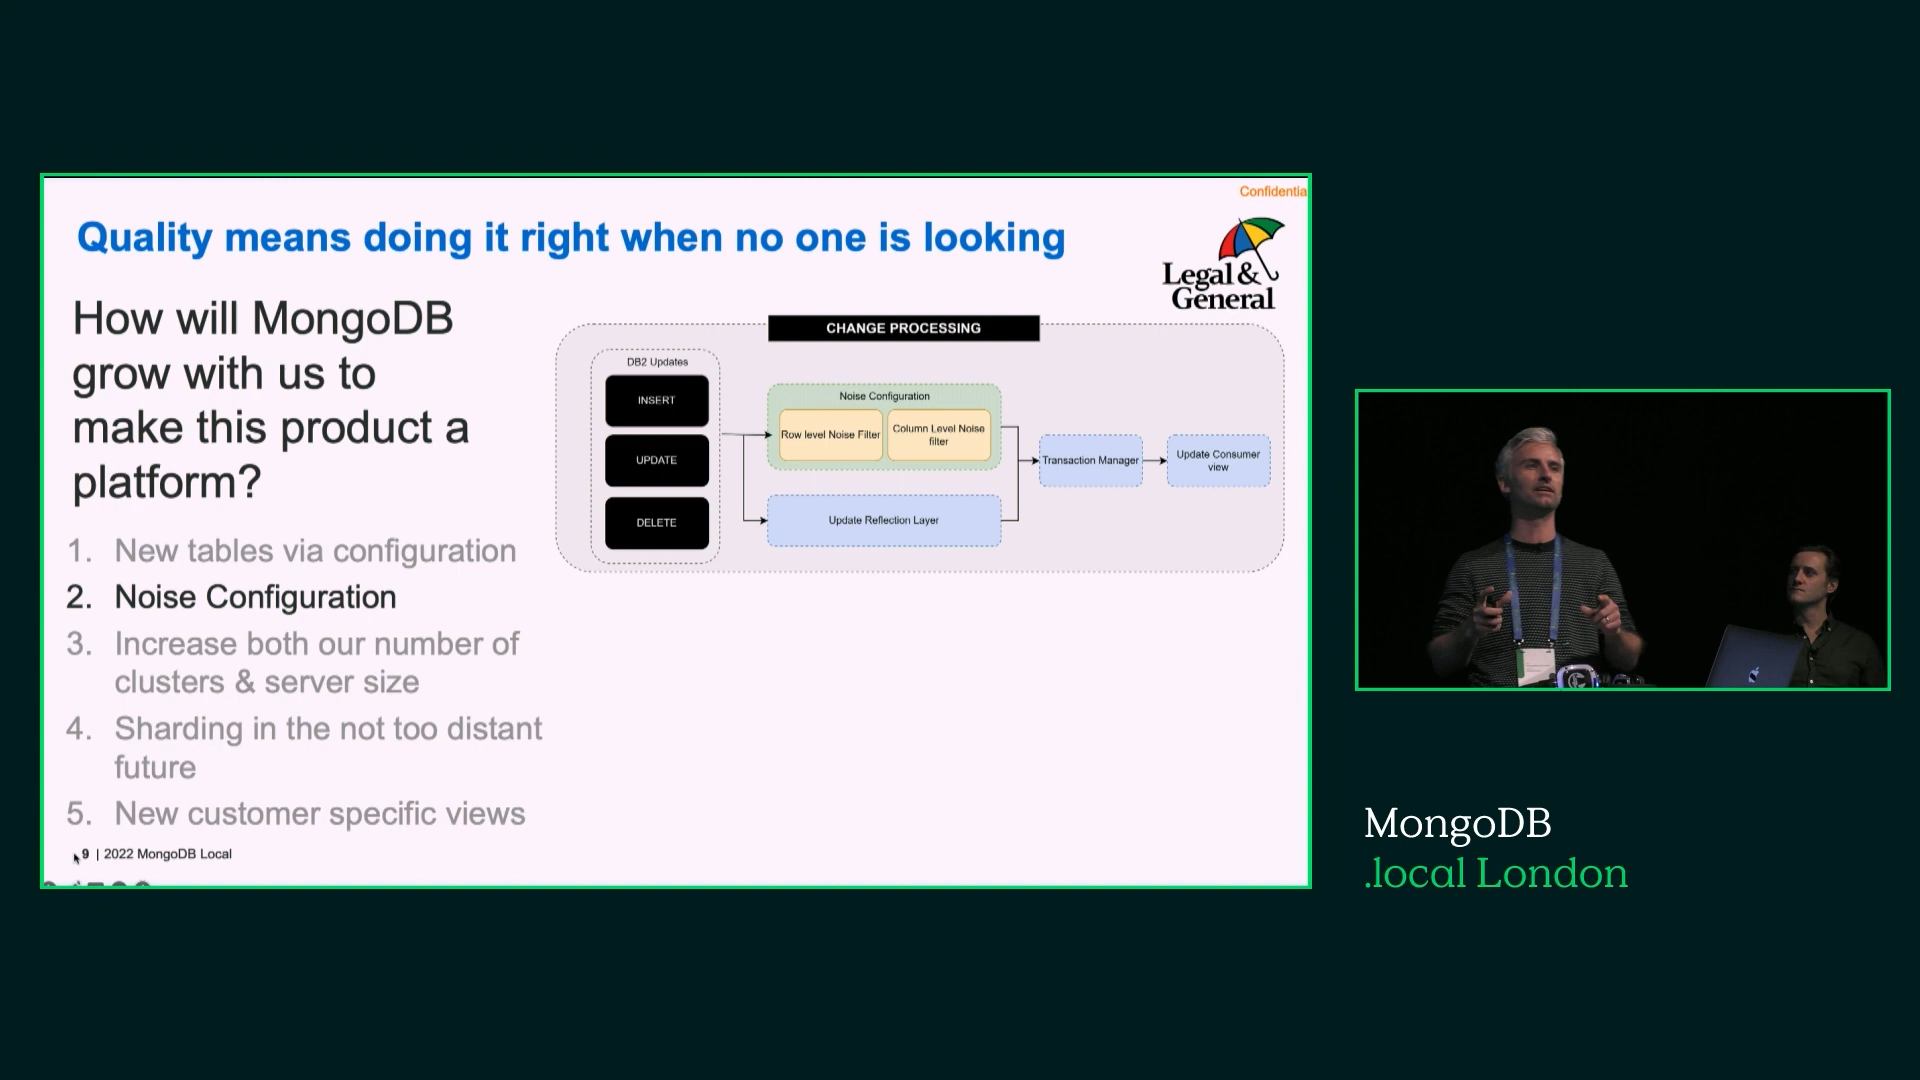 Confidentia
Quality means doing it right when no one is looking
Legal &
General
How will MongoDB
grow with us to
make this product a
platform?
1. New tables via configuration
2. Noise Configuration
3. Increase both our number of
clusters & server size
4. Sharding in the not too distant
future
5. New customer specific views
9 | 2022 MongoDB Local
CHANGE PROCESSING
DB2 Updates
INSERT
UPDATE
DELETE
Noise Configuration
Row level Noise Filter
Column Level Noise
filter
Update Reflection Layer
Transaction Manager
Update Consumer
view
MongoDB
.local London